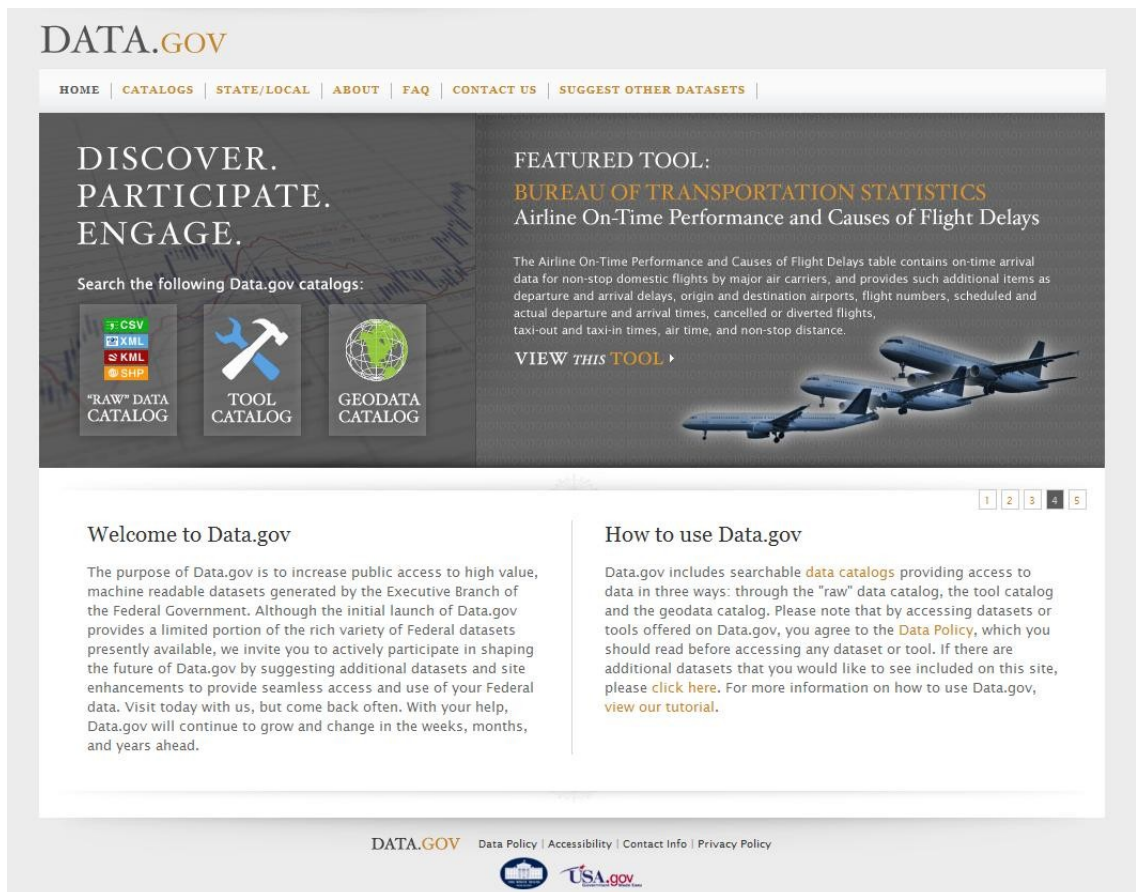 DATA.GOV
HOME | CATALOGS | STATE/LOCAL | ABOUT | FAQ | CONTACT US | SUGGEST OTHER DATASETS |
DISCOVER.
PARTICIPATE.
ENGAGE.
Search the following Data.gov catalogs:
CSV
XML
KML
SHP
"RAW" DATA
CATALOG
TOOL
CATALOG
GEODATA
CATALOG
FEATURED TOOL:
BUREAU OF TRANSPORTATION STATISTICS
Airline On-Time Performance and Causes of Flight Delays
The Airline On-Time Performance and Causes of Flight Delays table contains on-time arrival
data for non-stop domestic flights by major air carriers, and provides such additional items as
departure and arrival delays, origin and destination airports, flight numbers, scheduled and
actual departure and arrival times, cancelled or diverted flights,
taxi-out and taxi-in times, air time, and non-stop distance.
VIEW THIS TOOL
1 2 3 4 5
Welcome to Data.gov
The purpose of Data.gov is to increase public access to high value,
machine readable datasets generated by the Executive Branch of
the Federal Government. Although the initial launch of Data.gov
provides a limited portion of the rich variety of Federal datasets
presently available, we invite you to actively participate in shaping
the future of Data.gov by suggesting additional datasets and site
enhancements to provide seamless access and use of your Federal
data. Visit today with us, but come back often. With your help,
Data.gov will continue to grow and change in the weeks, months,
and years ahead.
How to use Data.gov
Data.gov includes searchable data catalogs providing access to
data in three ways: through the "raw" data catalog, the tool catalog
and the geodata catalog. Please note that by accessing datasets or
tools offered on Data.gov, you agree to the Data Policy, which you
should read before accessing any dataset or tool. If there are
additional datasets that you would like to see included on this site,
please click here. For more information on how to use Data.gov,
view our tutorial.
DATA.GOV Data Policy | Accessibility | Contact Info | Privacy Policy
USA.gov